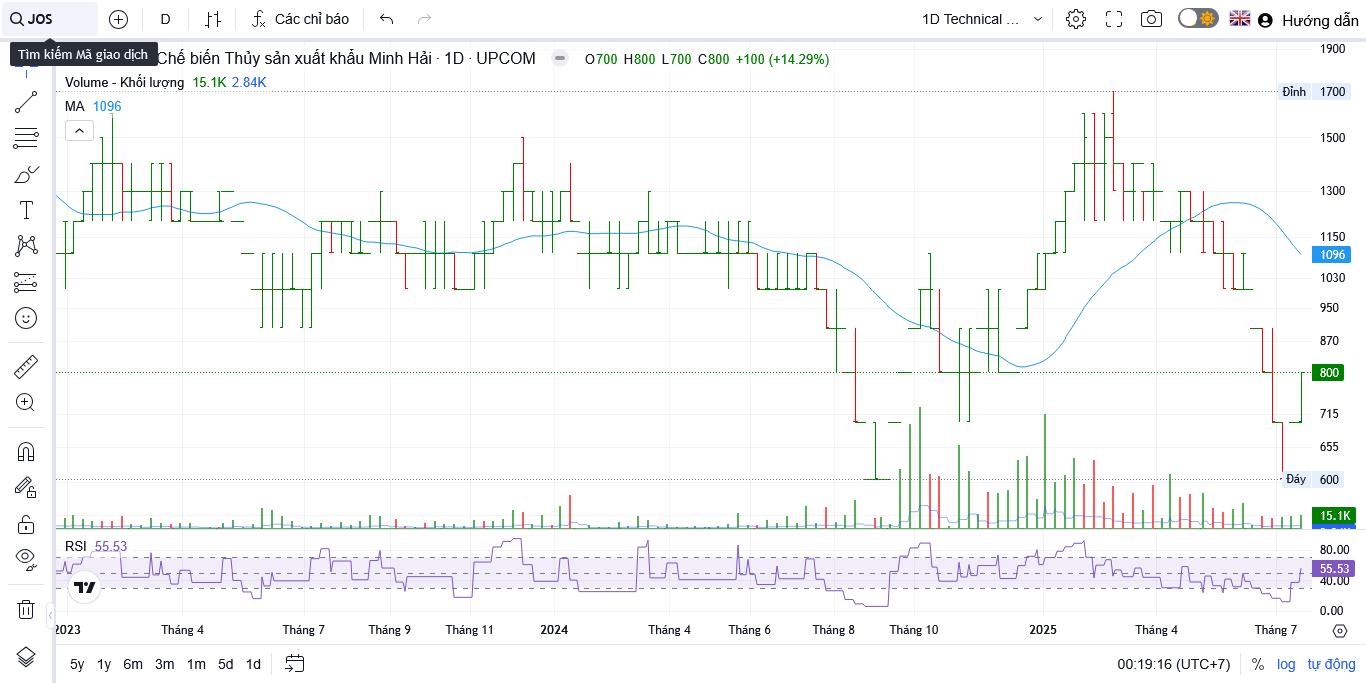 JOS D Các chỉ báo 1D Technical ... Hướng dẫn
Tìm kiếm Mã giao dịch
Chế biến Thủy sản xuất khẩu Minh Hải · 1D · UPCOM O700 H800 L700 C800 +100 (+14.29%)
Volume - Khối lượng 15.1K 2.84K
MA 1096
1900
Đỉnh 1700
1500
1300
1150
1096
1030
950
870
800
715
655
Đáy 600
15.1K
RSI 55.53
80.00
55.53
40.00
0.00
2023 Tháng 4 Tháng 7 Tháng 9 Tháng 11 2024 Tháng 4 Tháng 6 Tháng 8 Tháng 10 2025 Tháng 4 Tháng 7
5y 1y 6m 3m 1m 5d 1d 00:19:16 (UTC+7) % log tự động